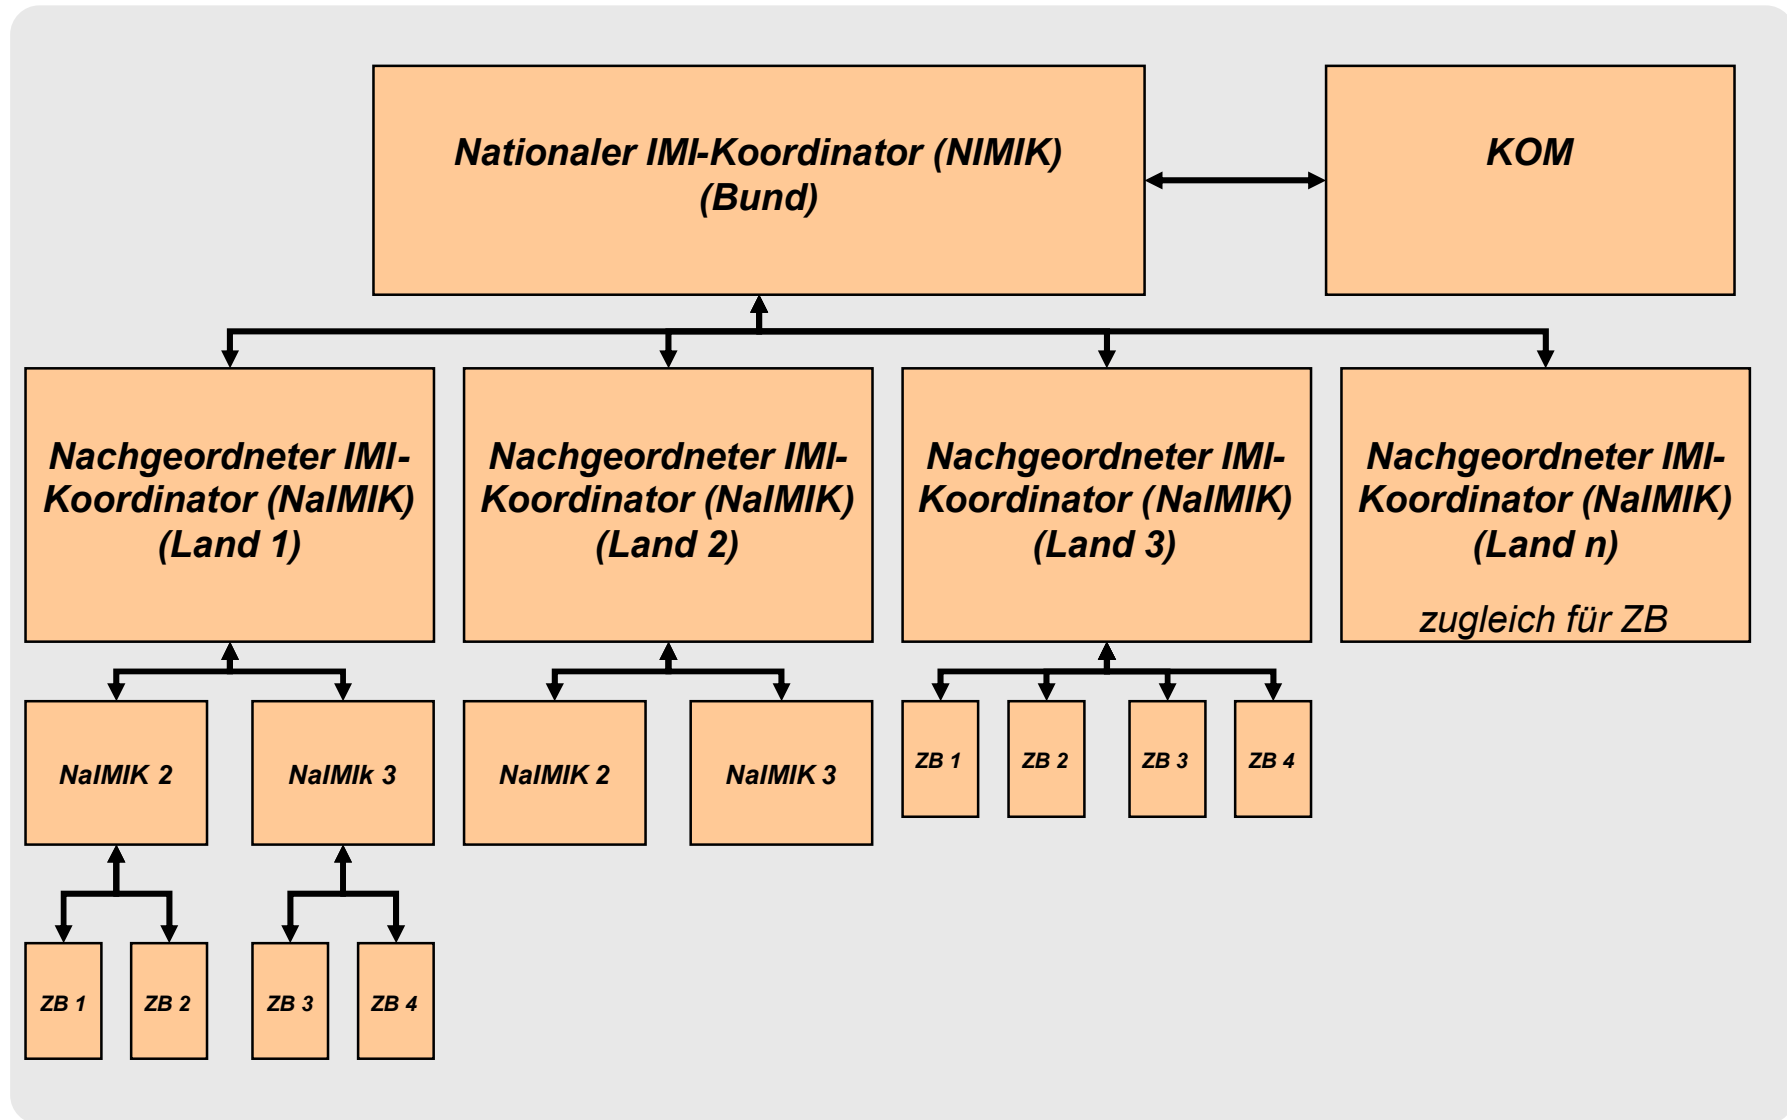 Nationaler IMI-Koordinator (NIMIK)
(Bund)
KOM
Nachgeordneter IMI-
Koordinator (NaIMIK)
(Land 1)
Nachgeordneter IMI-
Koordinator (NaIMIK)
(Land 2)
Nachgeordneter IMI-
Koordinator (NaIMIK)
(Land 3)
Nachgeordneter IMI-
Koordinator (NaIMIK)
(Land n)
zugleich für ZB
NaIMIK 2
NaIMIk 3
NaIMIK 2
NaIMIK 3
ZB 1
ZB 2
ZB 3
ZB 4
ZB 1
ZB 2
ZB 3
ZB 4